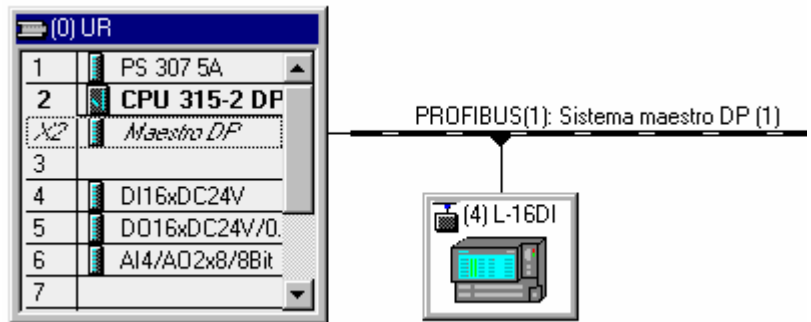 (0) UR
1 PS 307 5A
2 CPU 315-2 DP
X2 Maestro DP
3
4 DI16xDC24V
5 DO16xDC24V/0.
6 AI4/AO2x8/8Bit
7
PROFIBUS(1): Sistema maestro DP (1)
(4) L-16DI